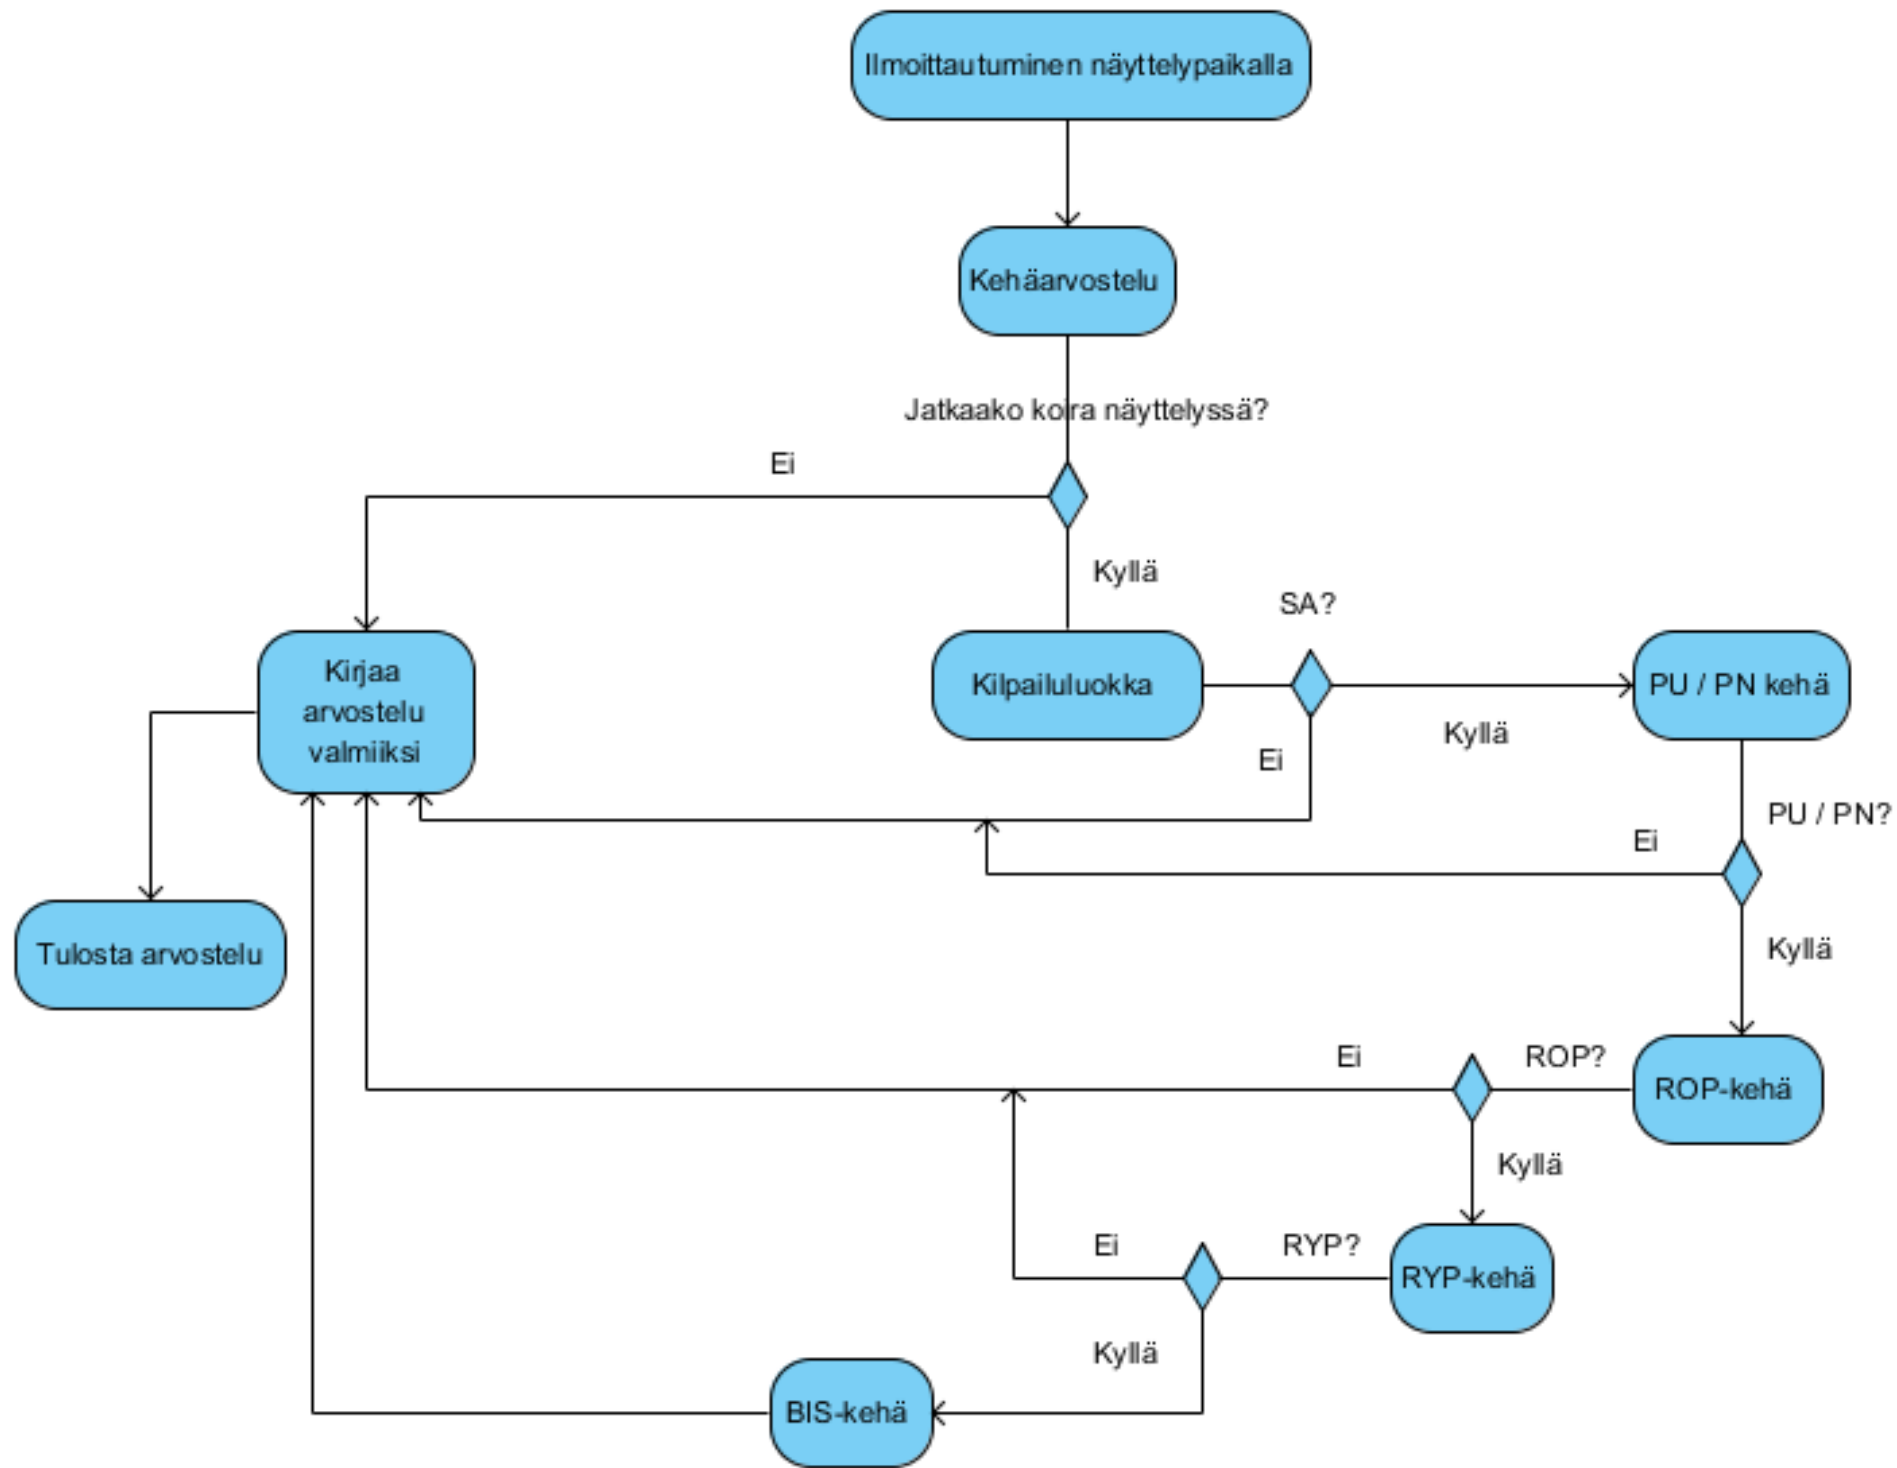 Ilmoittautuminen näyttelypaikalla
Kehäarvostelu
Jatkaako koira näyttelyssä?
Ei
Kyllä
SA?
Kirjaa
arvostelu
valmiiksi
Kilpailuluokka
PU / PN kehä
Kyllä
Ei
PU / PN?
Ei
Kyllä
Tulosta arvostelu
Ei
ROP?
ROP-kehä
Kyllä
Ei
RYP?
RYP-kehä
Kyllä
BIS-kehä